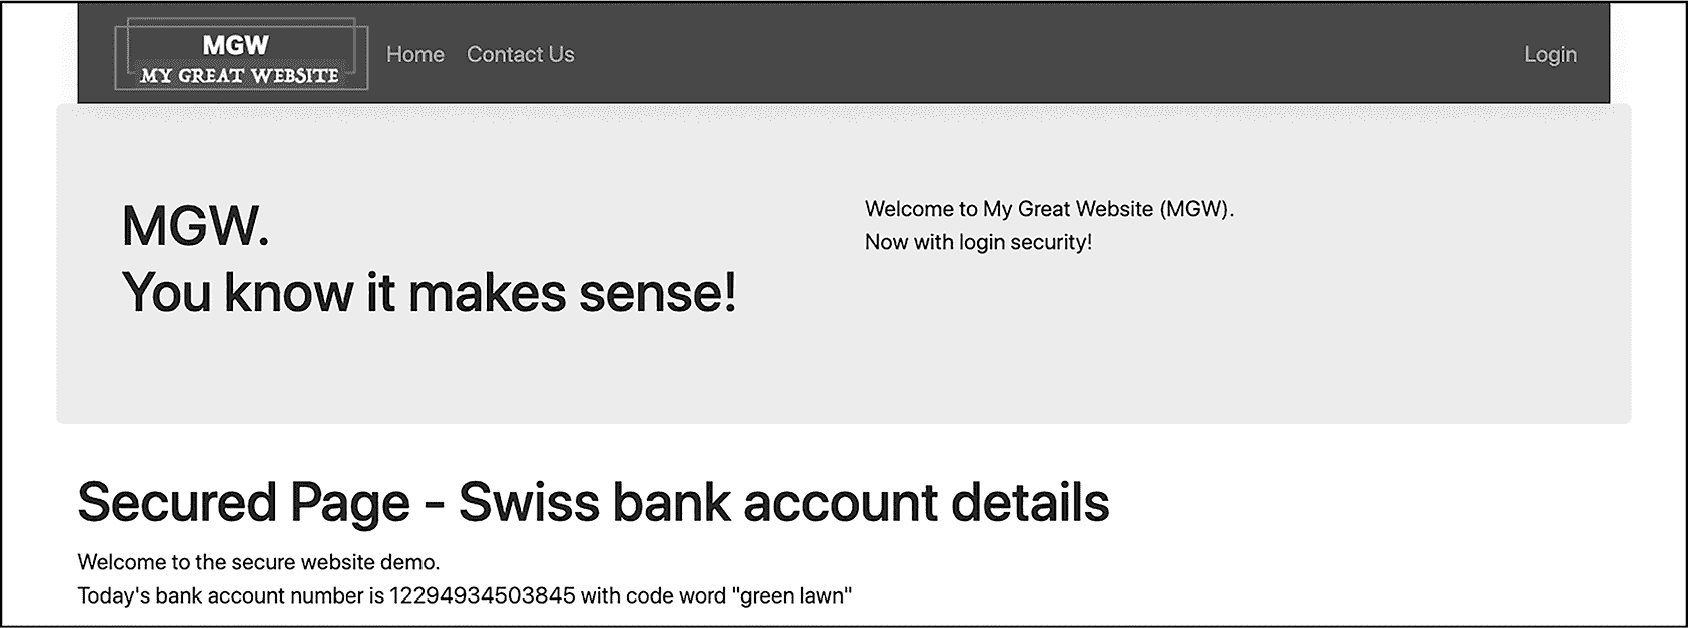 MGW
MY GREAT WEBSITE
Home
Contact Us
Login
MGW.
You know it makes sense!
Welcome to My Great Website (MGW).
Now with login security!
Secured Page - Swiss bank account details
Welcome to the secure website demo.
Today's bank account number is 12294934503845 with code word "green lawn"